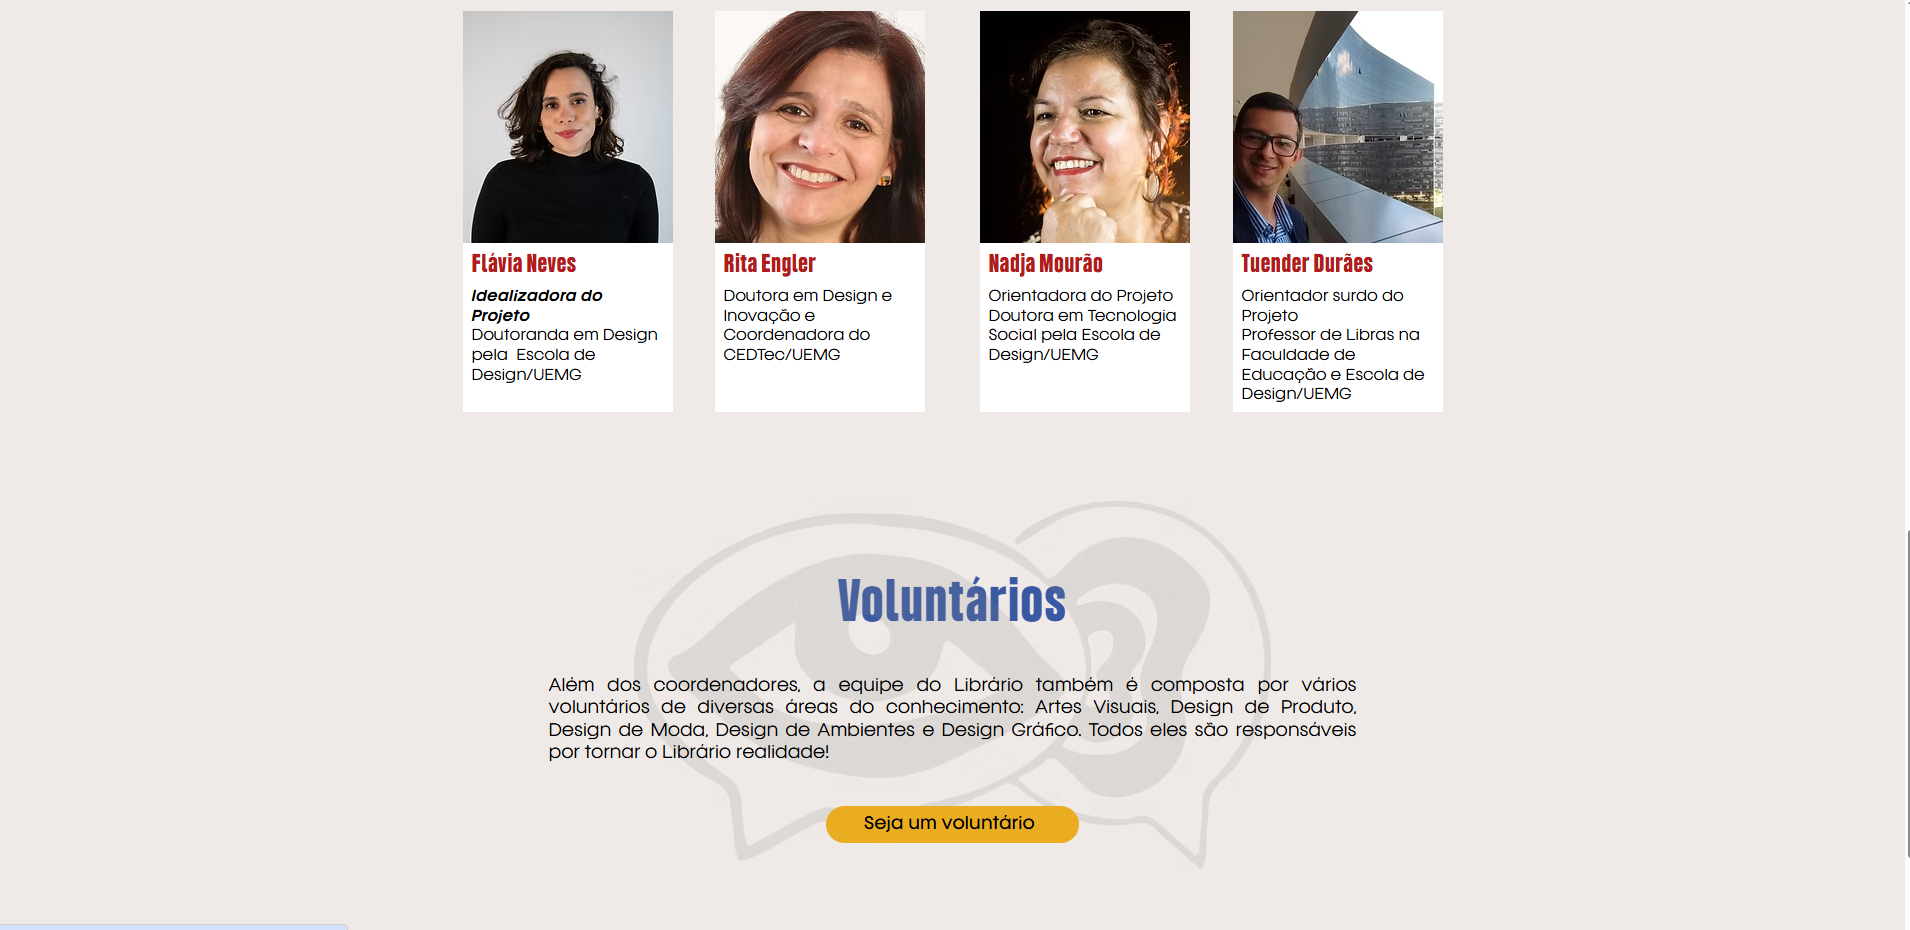 Flávia Neves
Idealizadora do
Projeto
Doutoranda em Design
pela Escola de
Design/UEMG
Rita Engler
Doutora em Design e
Inovação e
Coordenadora do
CEDTec/UEMG
Nadja Mourão
Orientadora do Projeto
Doutora em Tecnologia
Social pela Escola de
Design/UEMG
Tuender Durães
Orientador surdo do
Projeto
Professor de Libras na
Faculdade de
Educação e Escola de
Design/UEMG
Voluntários
Além dos coordenadores, a equipe do Librário também é composta por vários
voluntários de diversas áreas do conhecimento: Artes Visuais, Design de Produto,
Design de Moda, Design de Ambientes e Design Gráfico. Todos eles são responsáveis
por tornar o Librário realidade!
Seja um voluntário